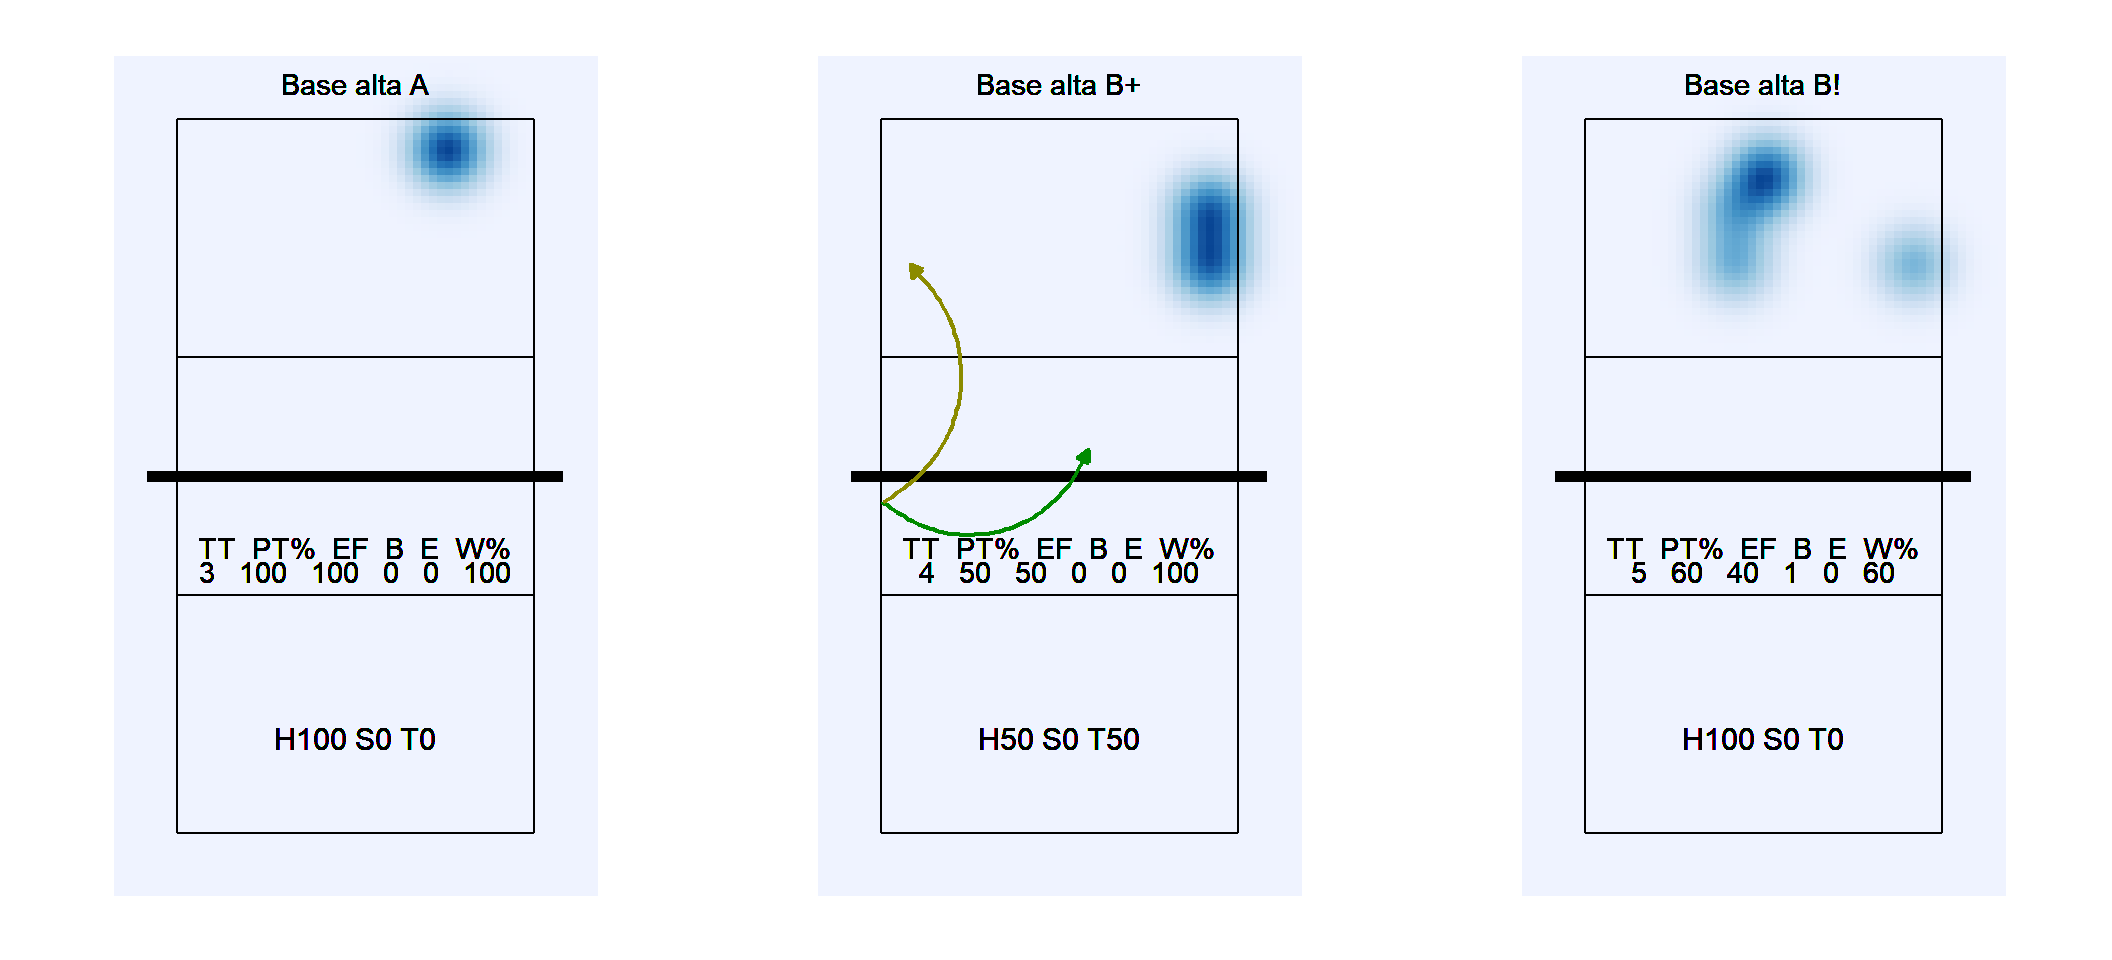 Base alta A
TT PT% EF B E W%
3 100 100 0 0 100
H100 S0 T0
Base alta B+
TT PT% EF B E W%
4 50 50 0 0 100
H50 S0 T50
Base alta B!
TT PT% EF B E W%
5 60 40 1 0 60
H100 S0 T0